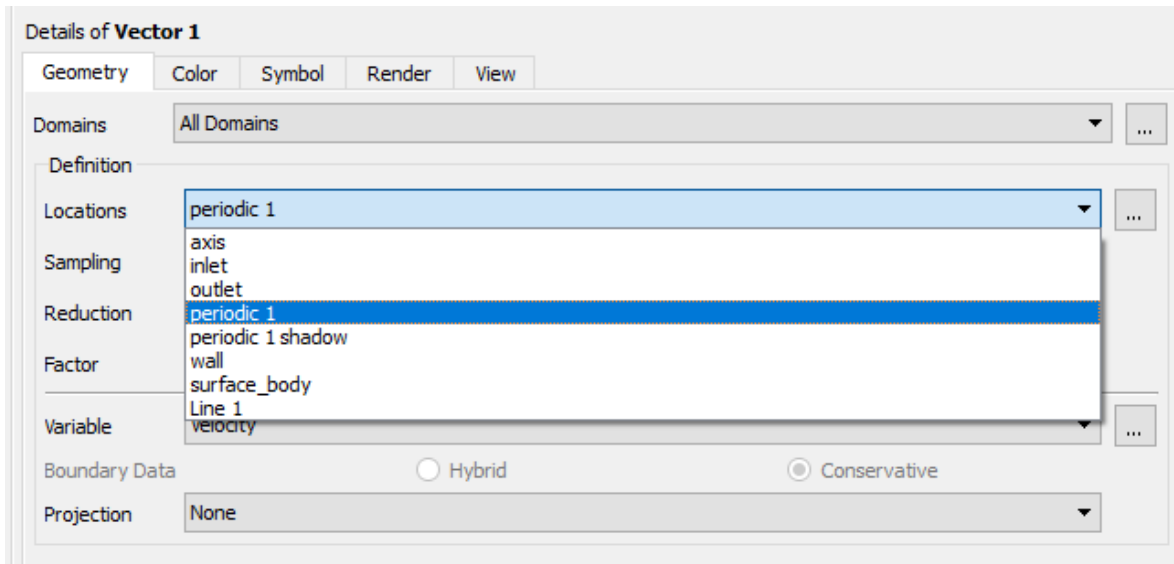 Details of Vector 1
Geometry Color Symbol Render View
Domains All Domains ...
Definition
Locations periodic 1 ...
axis
Sampling inlet
outlet
Reduction periodic 1
periodic 1 shadow
Factor wall
surface_body
Line 1
Variable Velocity ...
Boundary Data Hybrid Conservative
Projection None